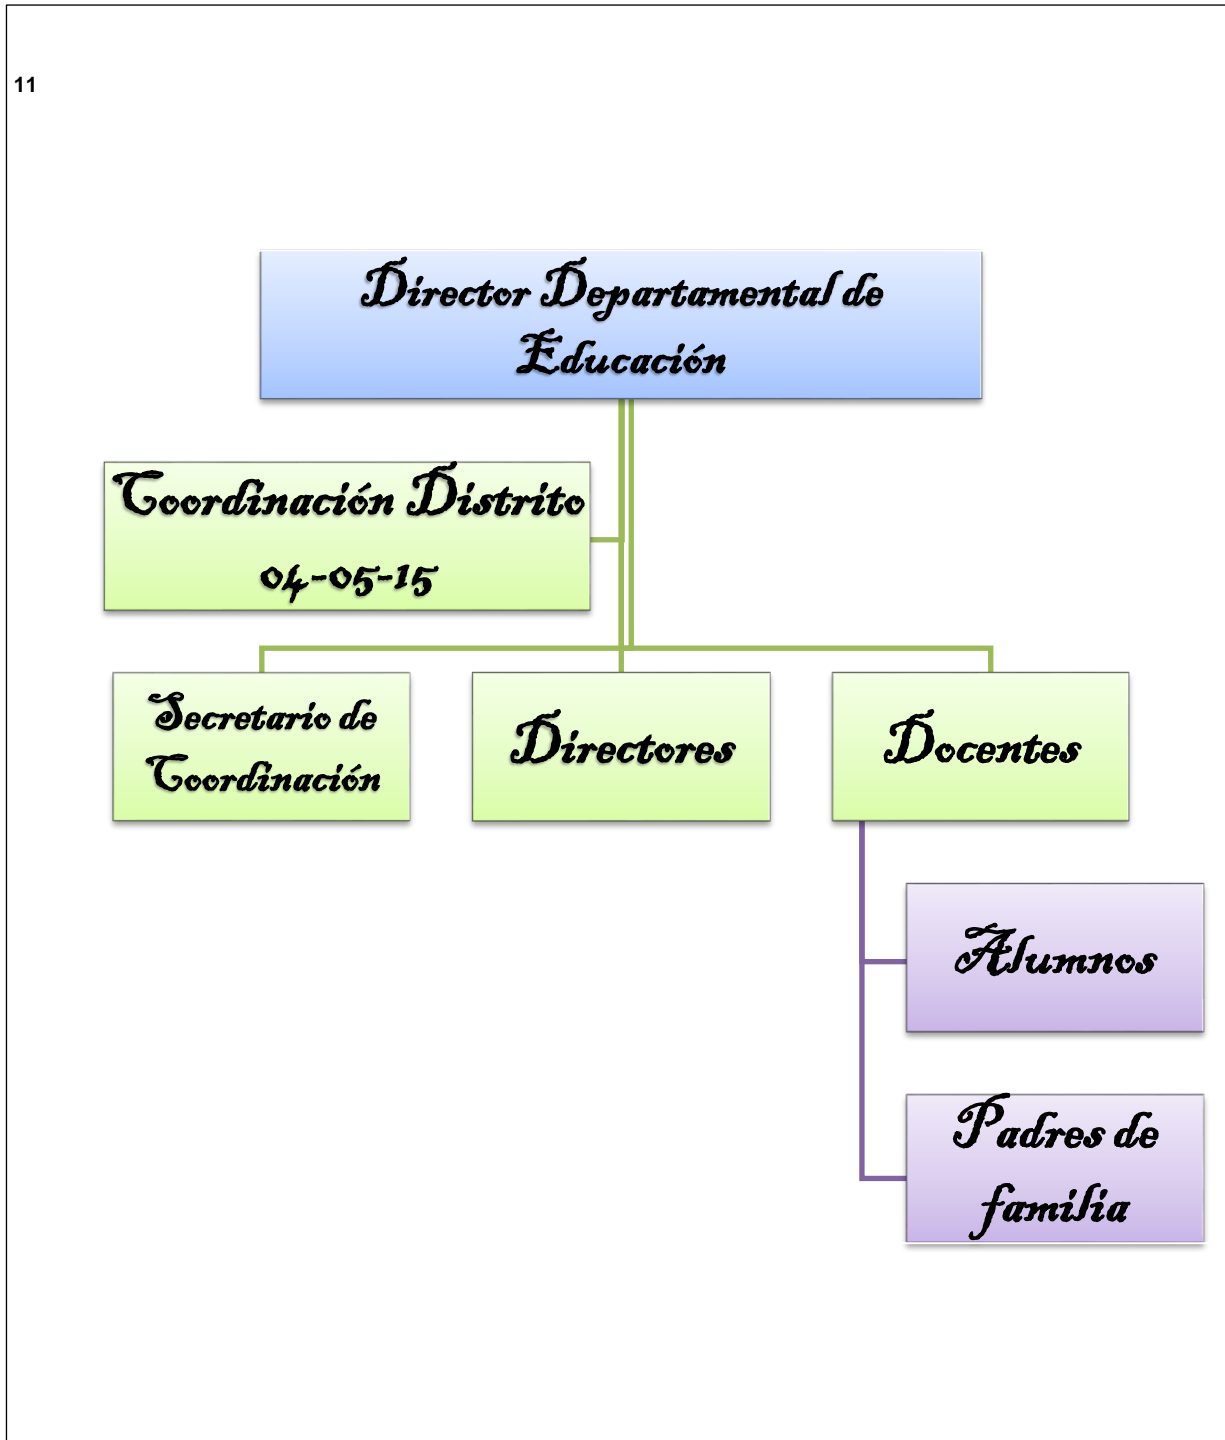 11
Director Departamental de
Educación
Coordinación Distrito
04-05-15
Secretario de
Coordinación
Directores
Docentes
Alumnos
Padres de
familia